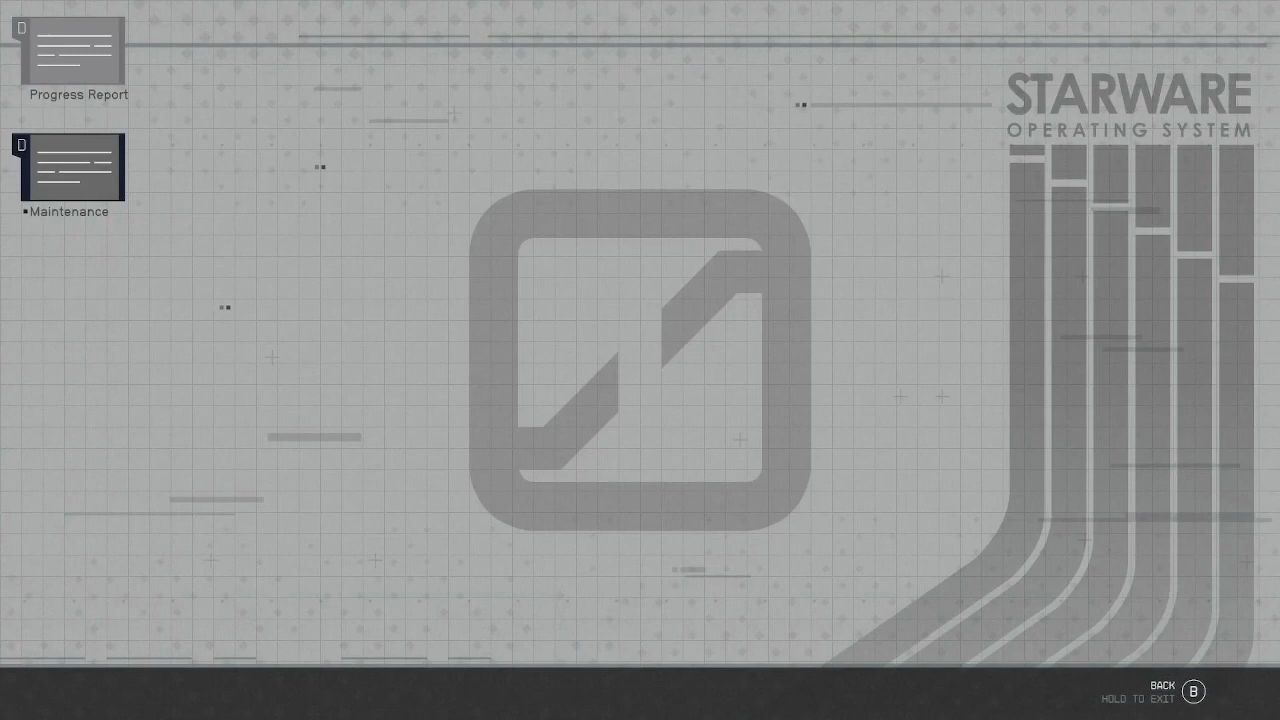 D
Progress Report
D
Maintenance
STARWARE
OPERATING SYSTEM
BACK
HOLD TO EXIT
B